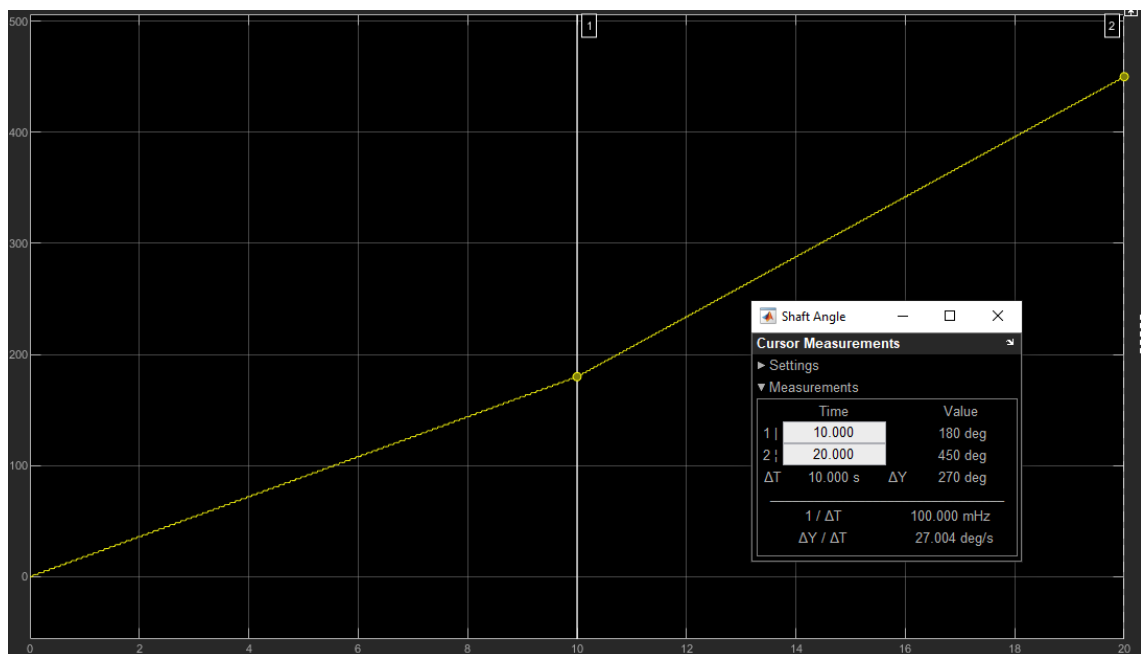 500
400
300
200
100
0
0 2 4 6 8 10 12 14 16 18 20
1
2
Shaft Angle
Cursor Measurements
Settings
Measurements
Time Value
1 | 10.000 180 deg
2 ¦ 20.000 450 deg
ΔT 10.000 s ΔY 270 deg
1 / ΔT 100.000 mHz
ΔY / ΔT 27.004 deg/s